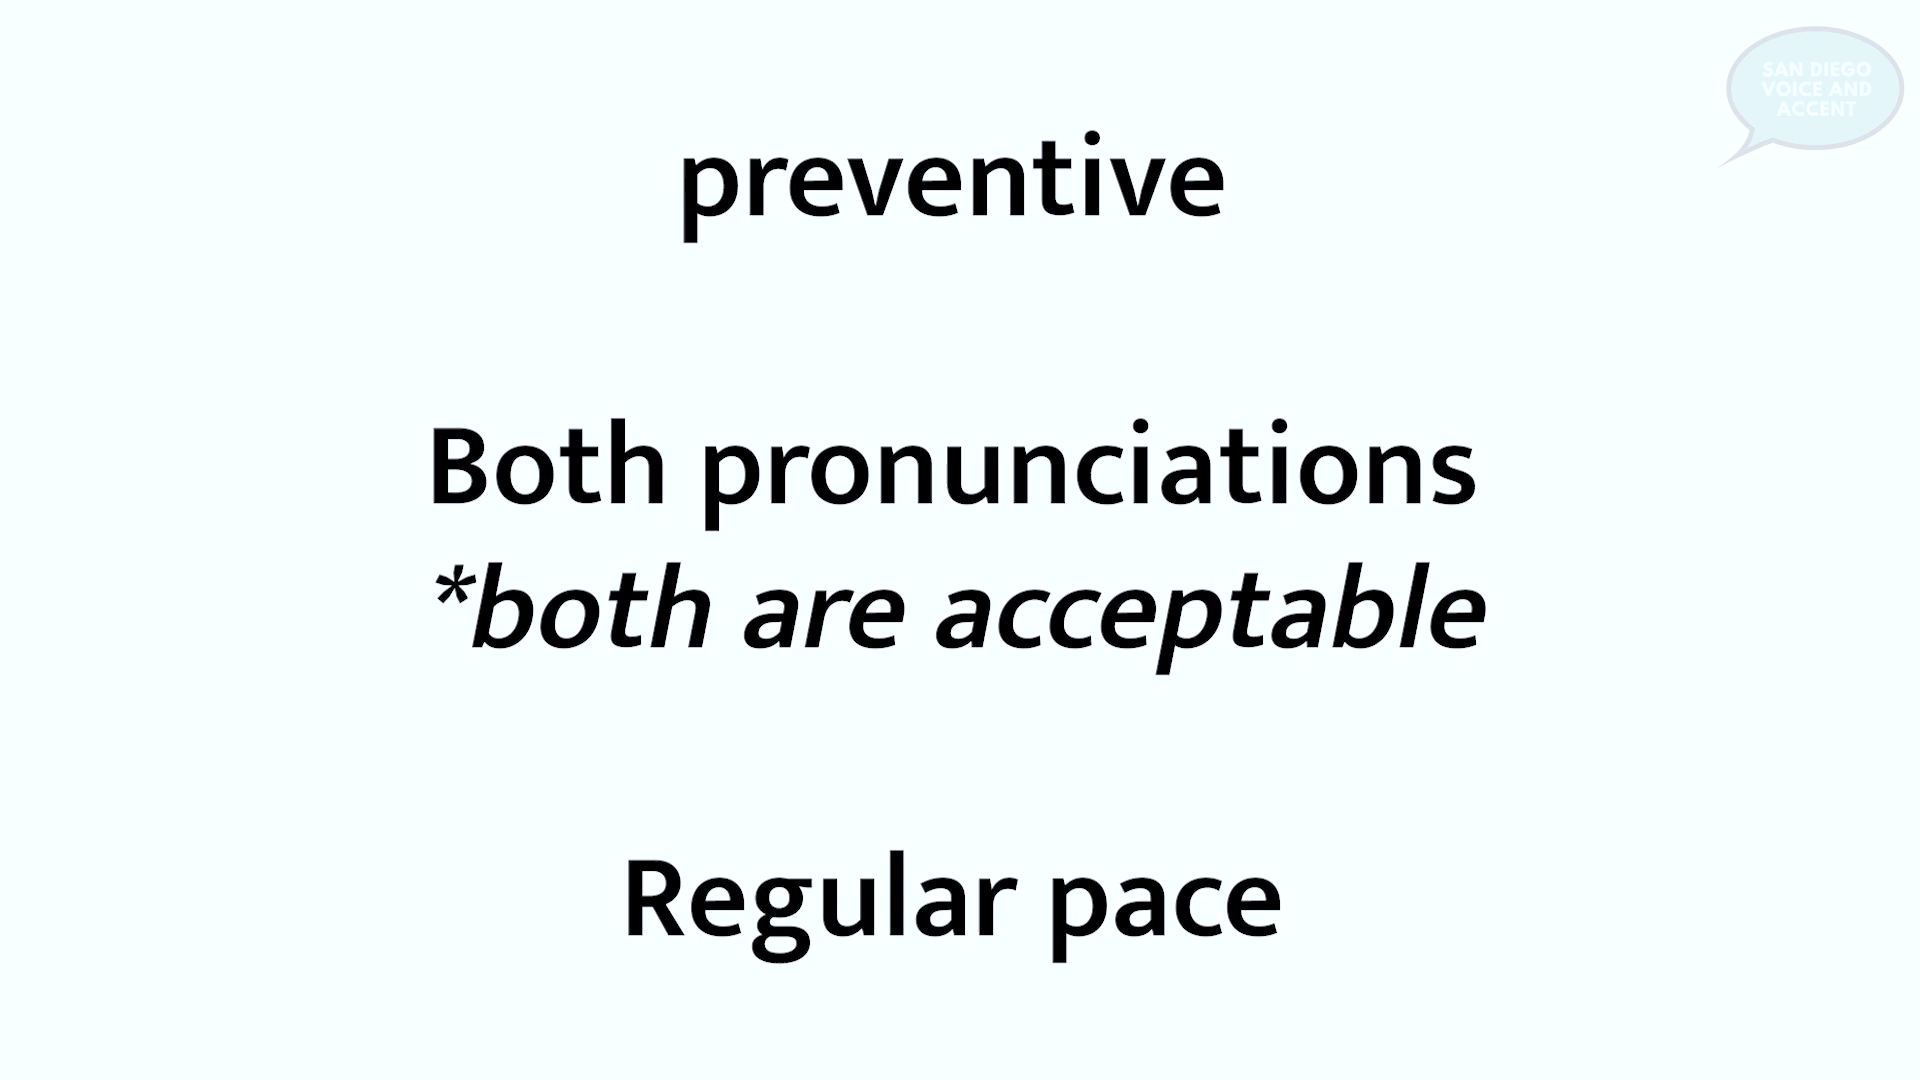 SAN DIEGO
VOICE AND
ACCENT
preventive
Both pronunciations
*both are acceptable
Regular pace